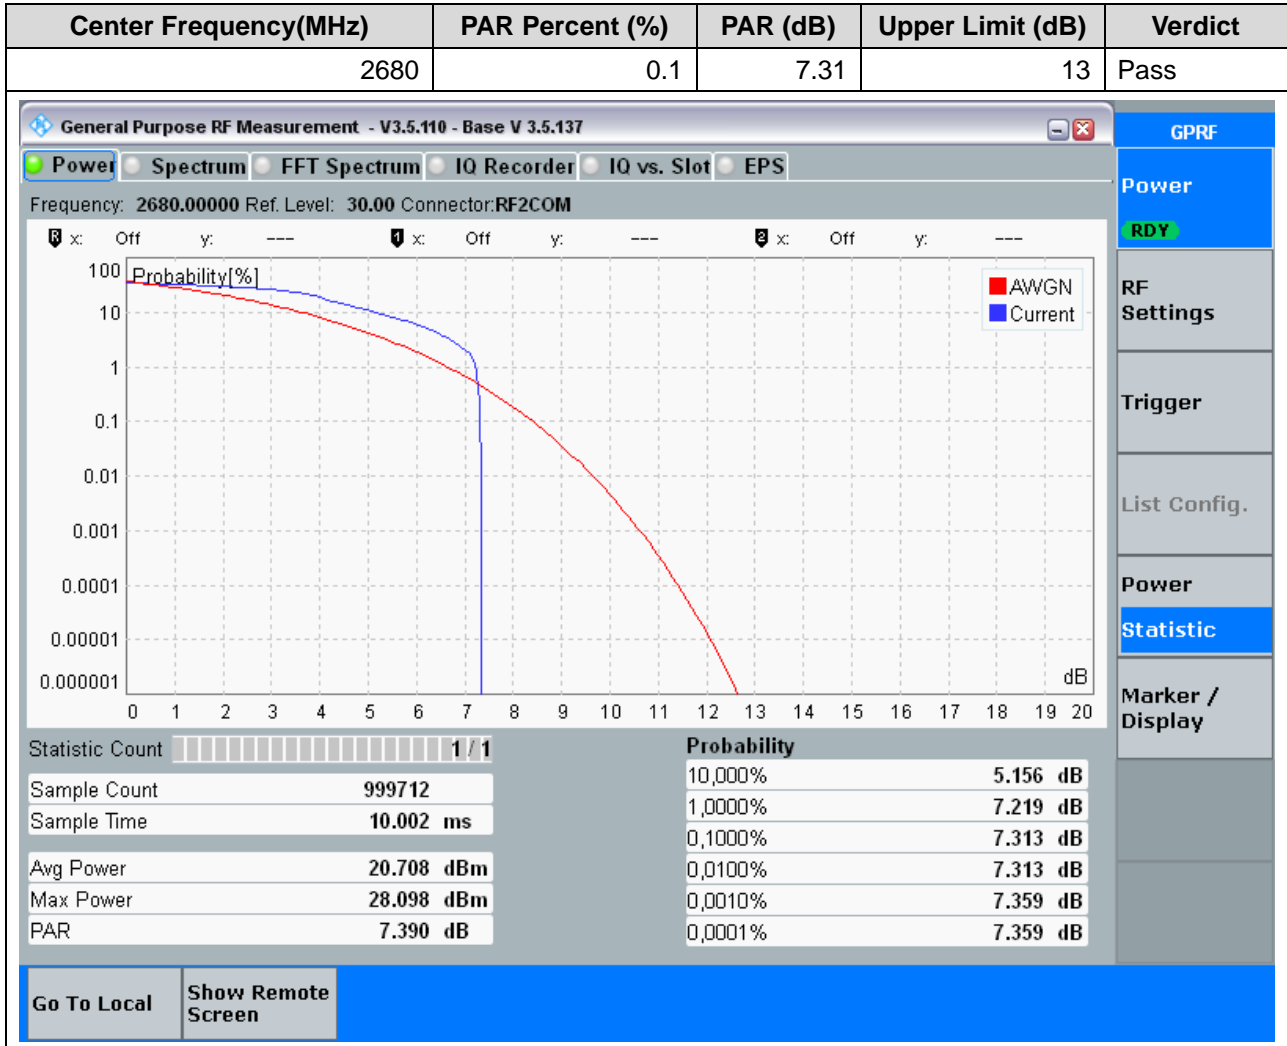 Center Frequency(MHz) PAR Percent (%) PAR (dB) Upper Limit (dB) Verdict
2680 0.1 7.31 13 Pass
General Purpose RF Measurement - V3.5.110 - Base V 3.5.137
GPRF
Power Spectrum FFT Spectrum IQ Recorder IQ vs. Slot EPS
Frequency: 2680.00000 Ref. Level: 30.00 Connector:RF2COM
R x: Off y: --- 1 x: Off y: --- 2 x: Off y: ---
Probability[%]
100
10
1
0.1
0.01
0.001
0.0001
0.00001
0.000001
AWGN
Current
dB
0 1 2 3 4 5 6 7 8 9 10 11 12 13 14 15 16 17 18 19 20
Statistic Count 1 / 1
Sample Count 999712
Sample Time 10.002 ms
Avg Power 20.708 dBm
Max Power 28.098 dBm
PAR 7.390 dB
Probability
10,000% 5.156 dB
1,0000% 7.219 dB
0,1000% 7.313 dB
0,0100% 7.313 dB
0,0010% 7.359 dB
0,0001% 7.359 dB
Power
RDY
RF
Settings
Trigger
List Config.
Power
Statistic
Marker /
Display
Go To Local
Show Remote
Screen